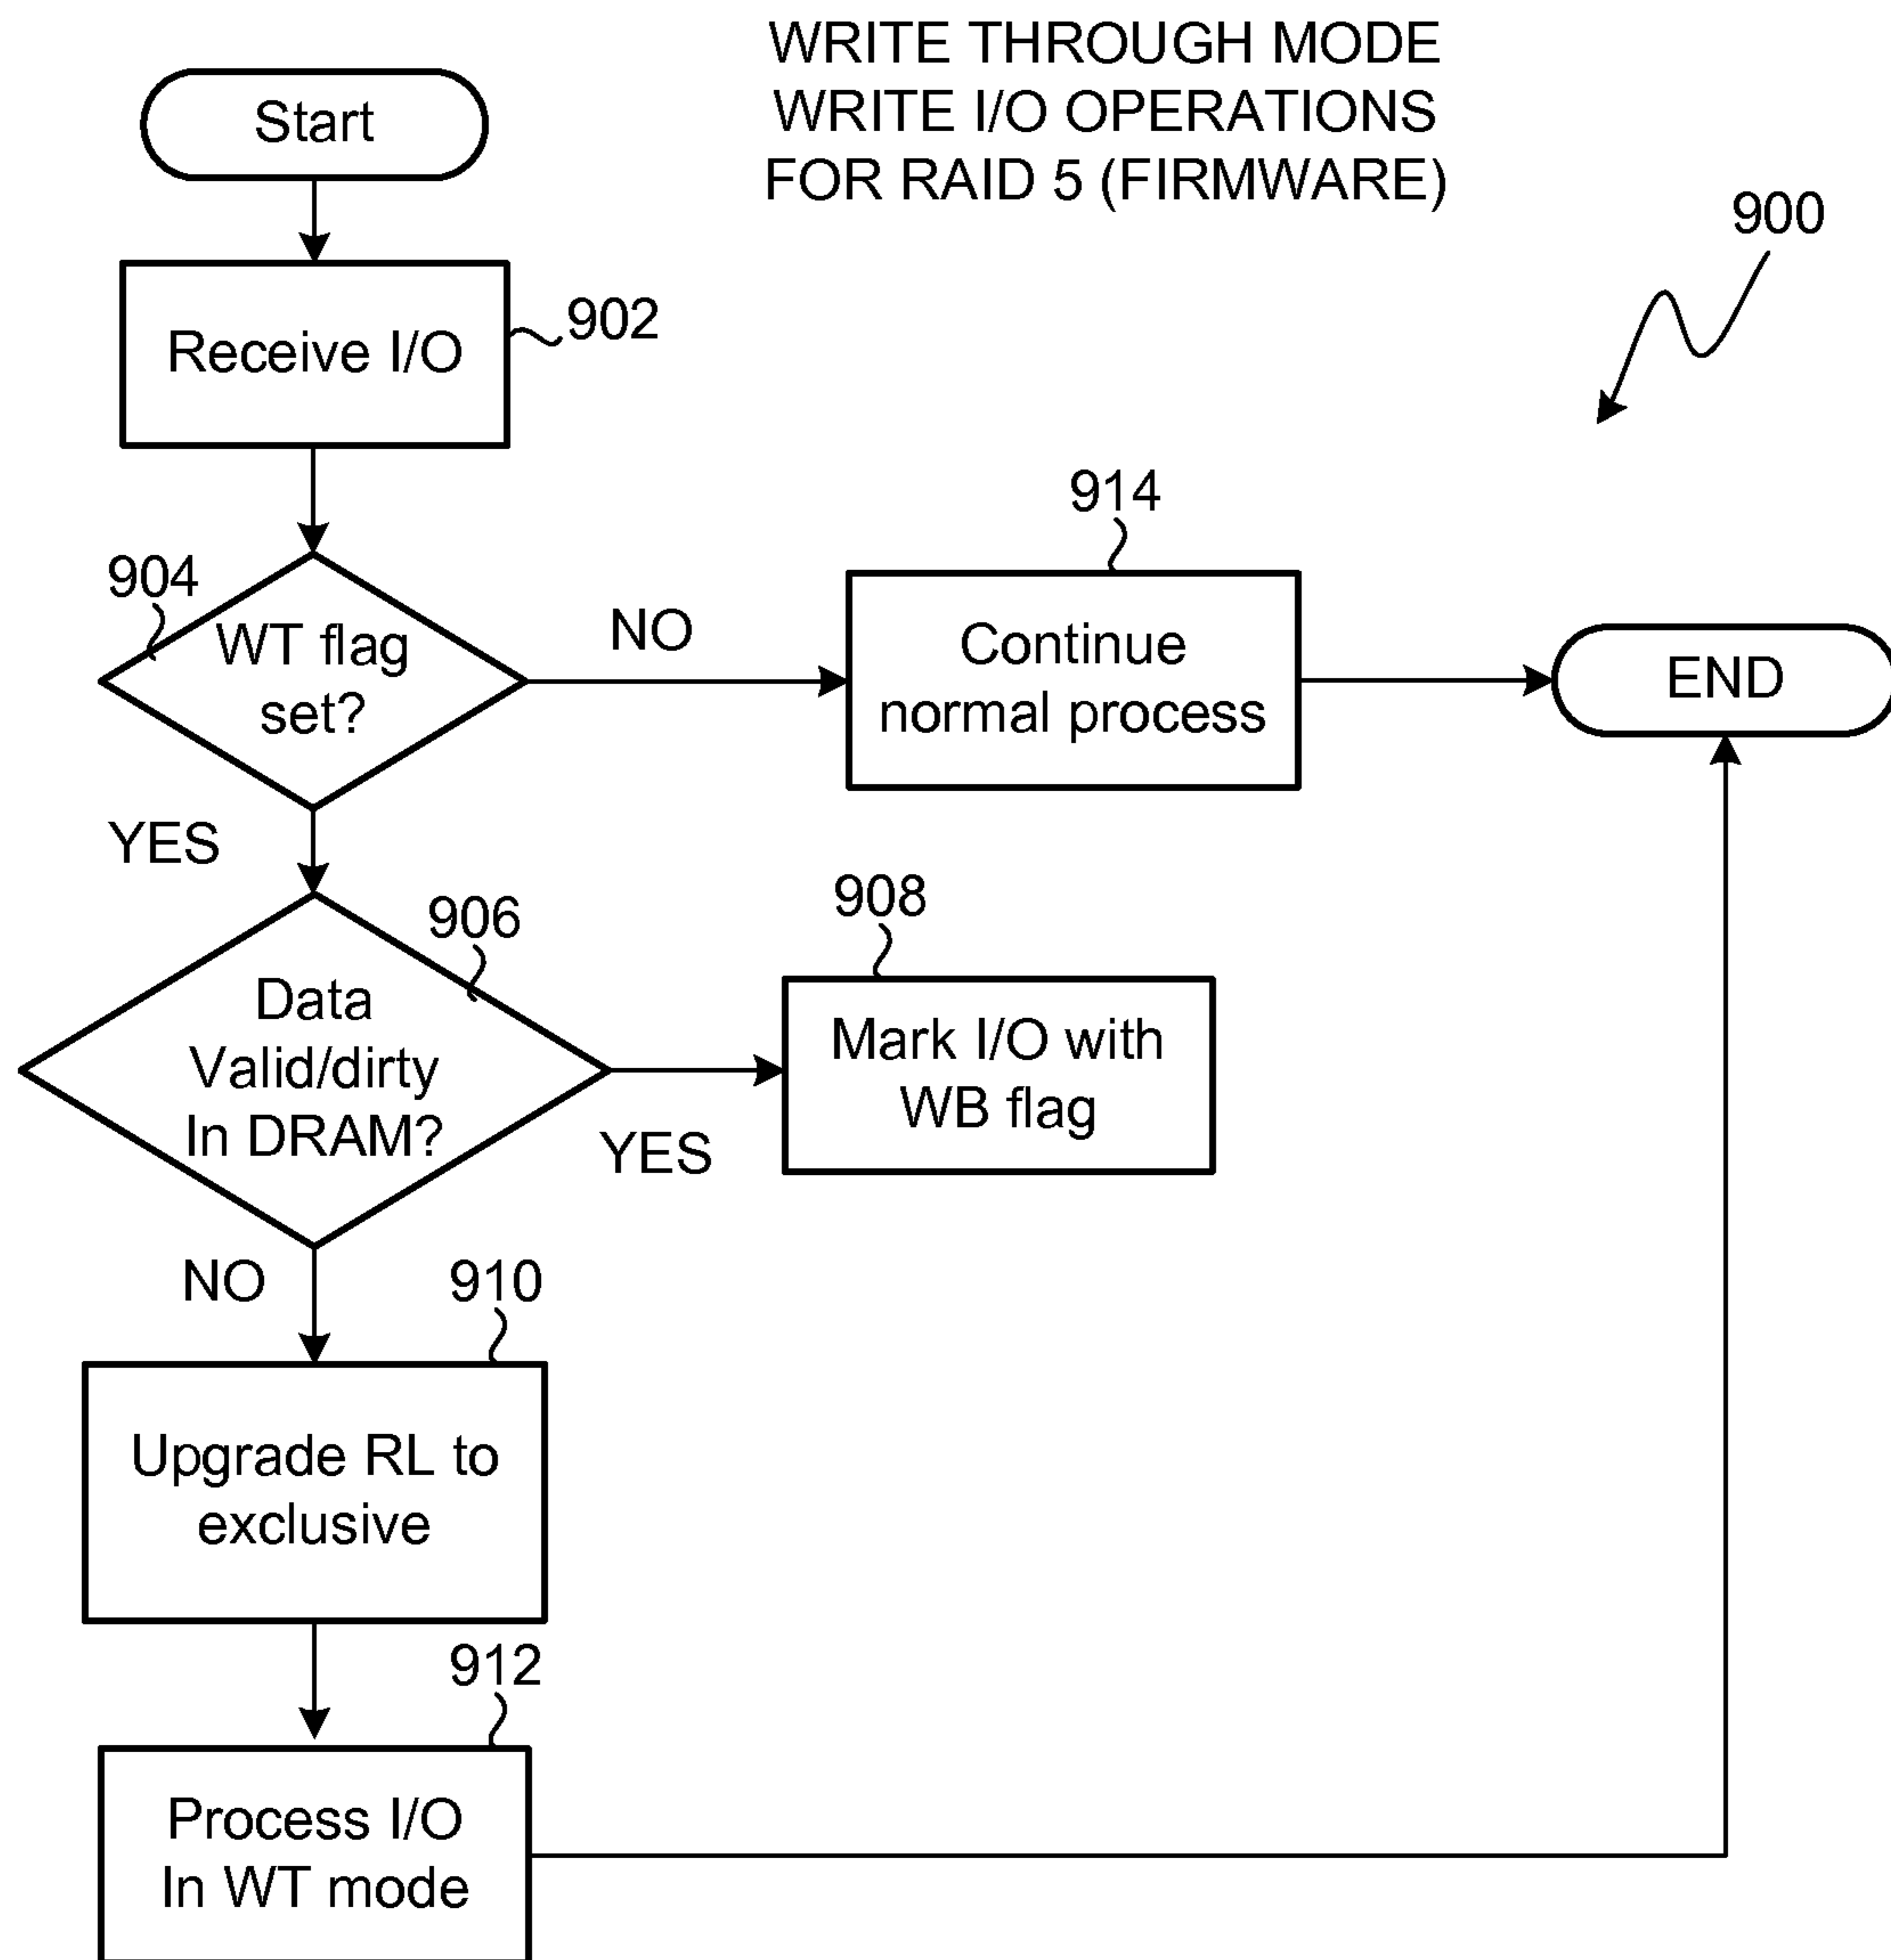 WRITE THROUGH MODE
WRITE I/O OPERATIONS
FOR RAID 5 (FIRMWARE)
900
Start
Receive I/O
902
904
WT flag
set?
NO
914
Continue
normal process
END
YES
906
Data
Valid/dirty
In DRAM?
YES
908
Mark I/O with
WB flag
NO
910
Upgrade RL to
exclusive
912
Process I/O
In WT mode